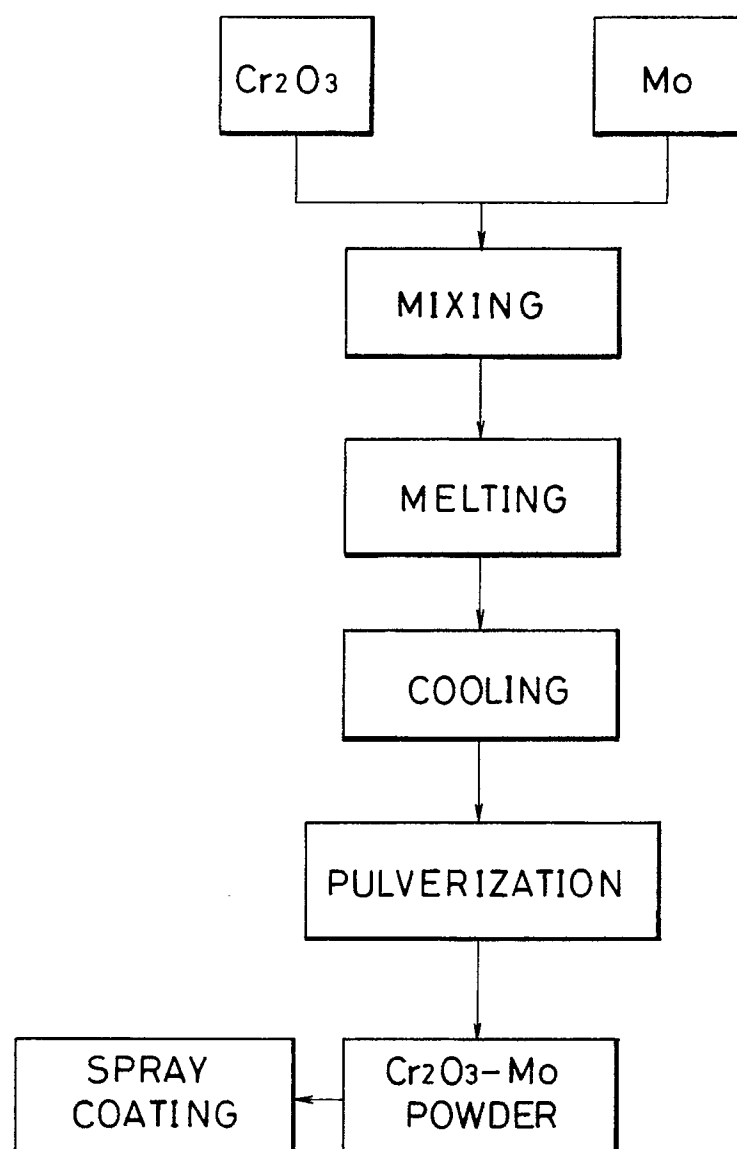 Cr2O3
Mo
MIXING
MELTING
COOLING
PULVERIZATION
Cr2O3-Mo
POWDER
SPRAY
COATING